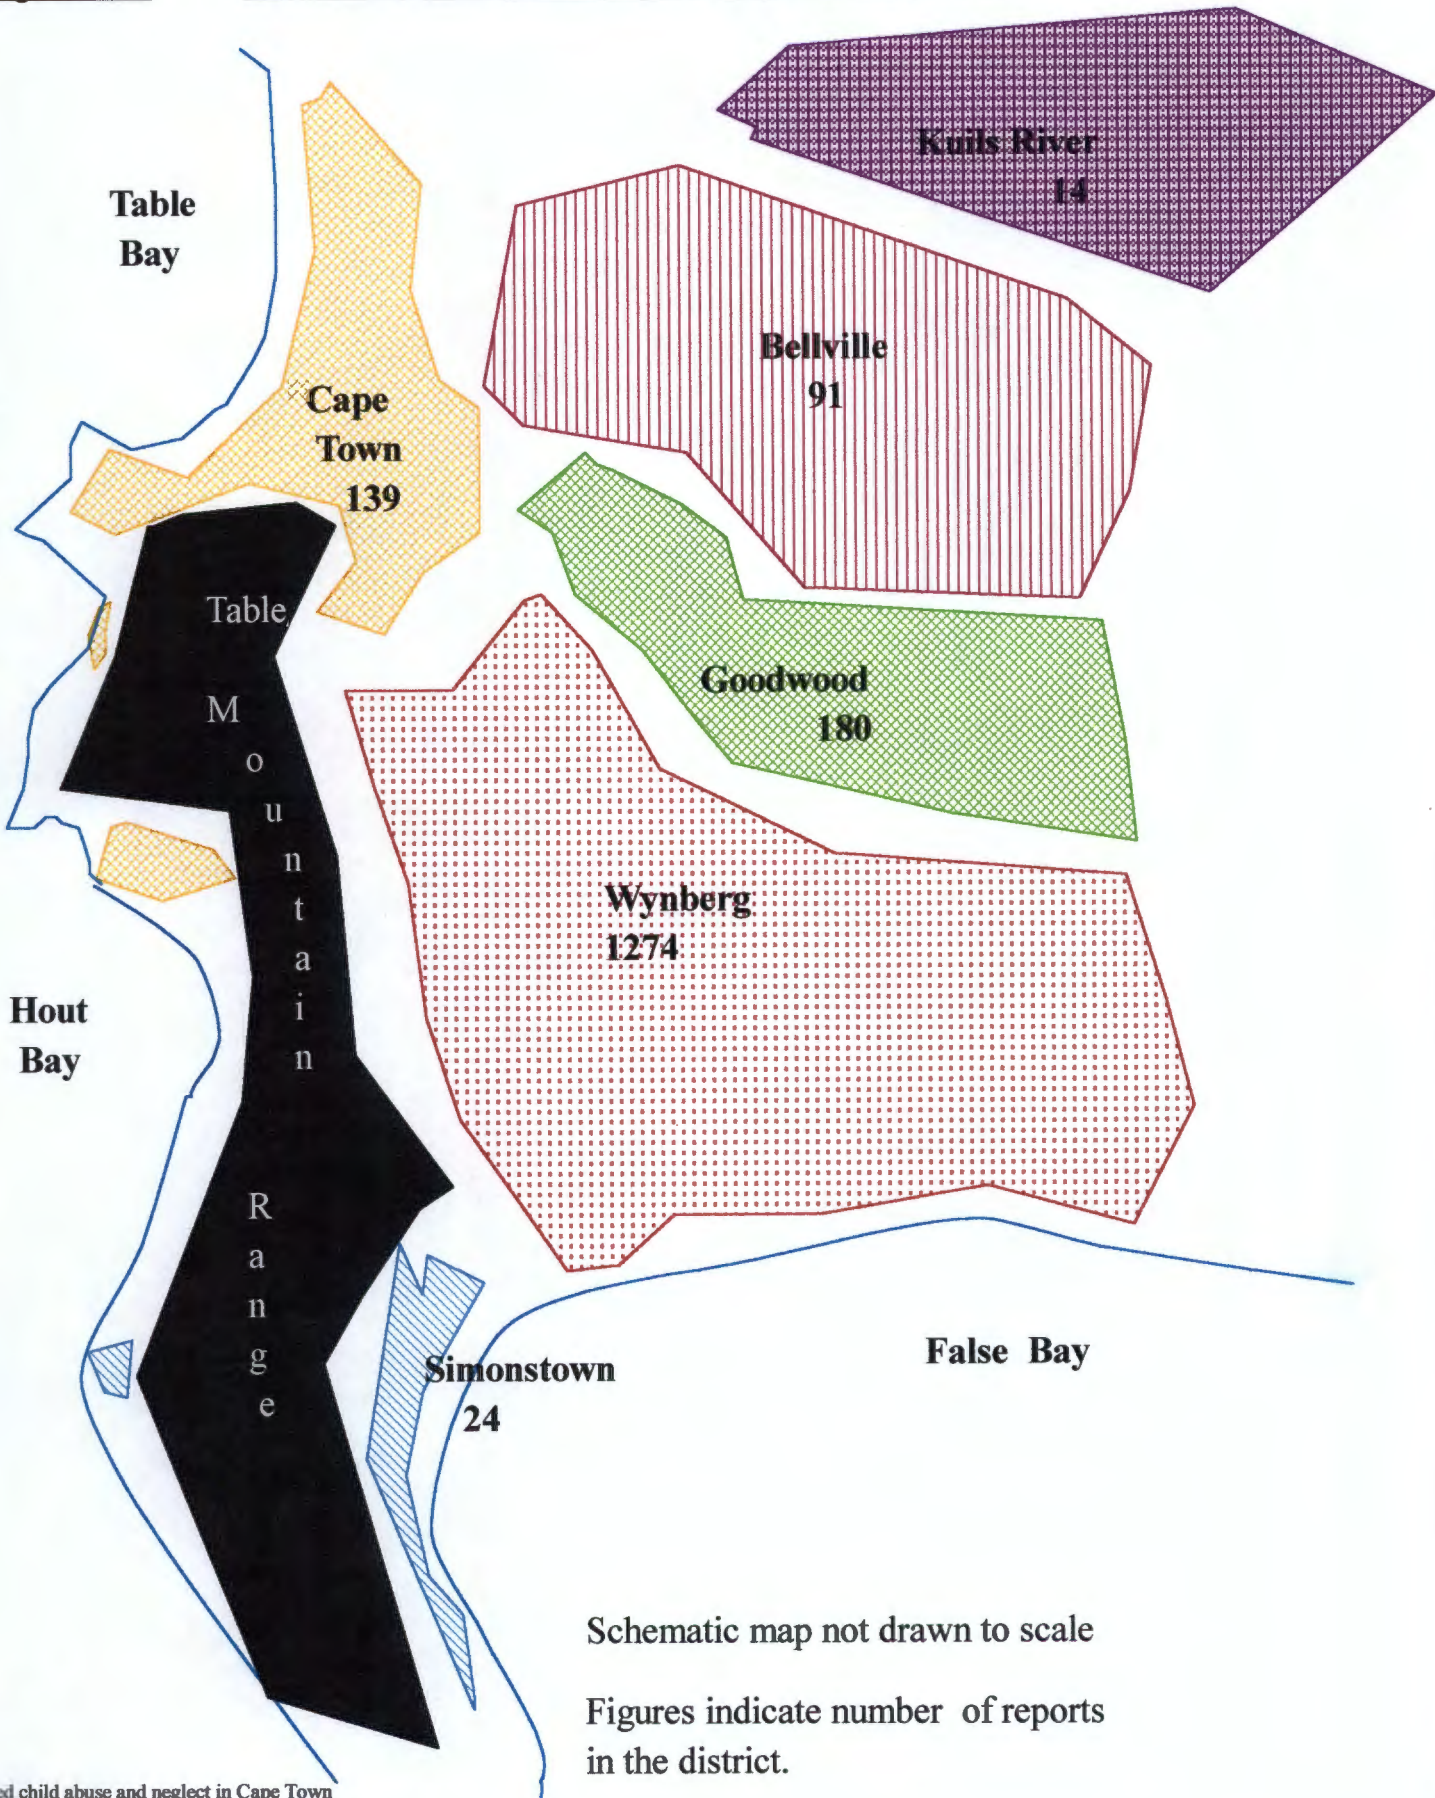 Kuils River
14
Table
Bay
Bellville
91
Cape
Town
139
Table
M
o
u
n
t
a
i
n
Goodwood
180
Wynberg
1274
Hout
Bay
R
a
n
g
e
False Bay
Simonstown
24
Schematic map not drawn to scale
Figures indicate number of reports
in the district.
child abuse and neglect in Cape Town